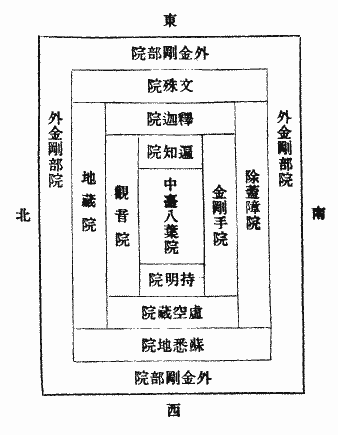 東
外金剛部院
文殊院
釋迦院
遍知院
南
外金剛部院
除蓋障院
金剛手院
中臺八葉院
觀音院
地蔵院
外金剛部院
北
持明院
虚空蔵院
蘇悉地院
外金剛部院
西